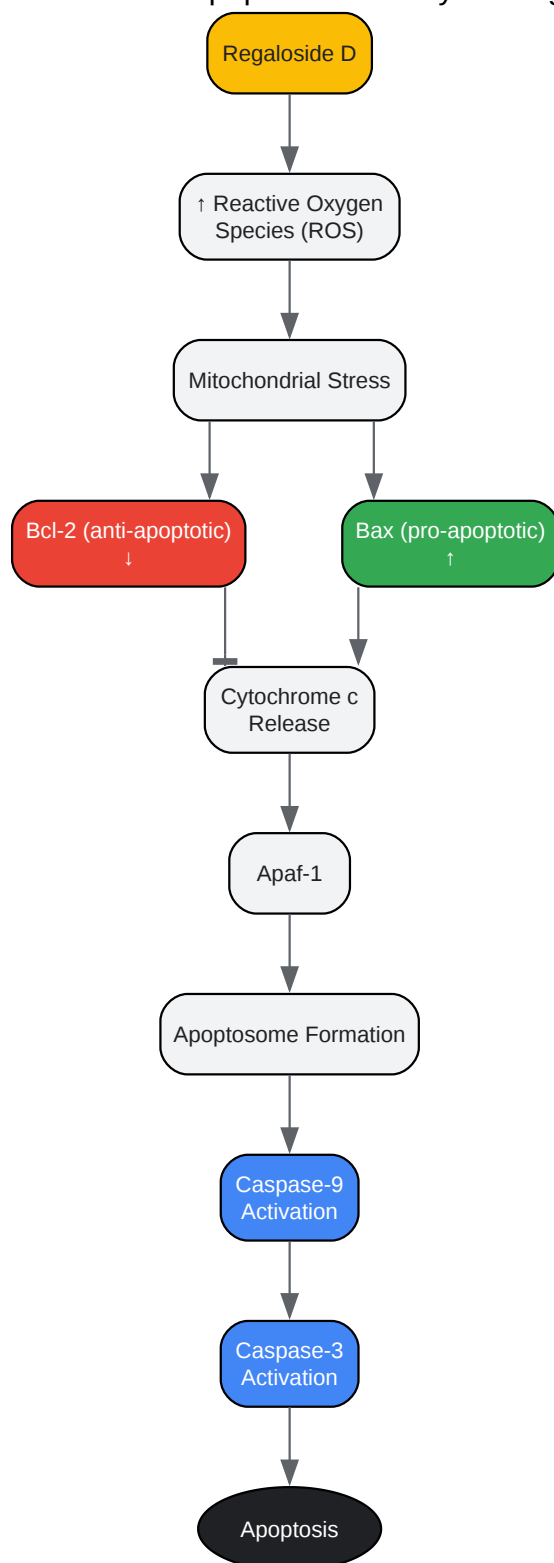 Regaloside D
↑ Reactive Oxygen
Species (ROS)
Mitochondrial Stress
Bcl-2 (anti-apoptotic)
↓
Bax (pro-apoptotic)
↑
Cytochrome c
Release
Apaf-1
Apoptosome Formation
Caspase-9
Activation
Caspase-3
Activation
Apoptosis